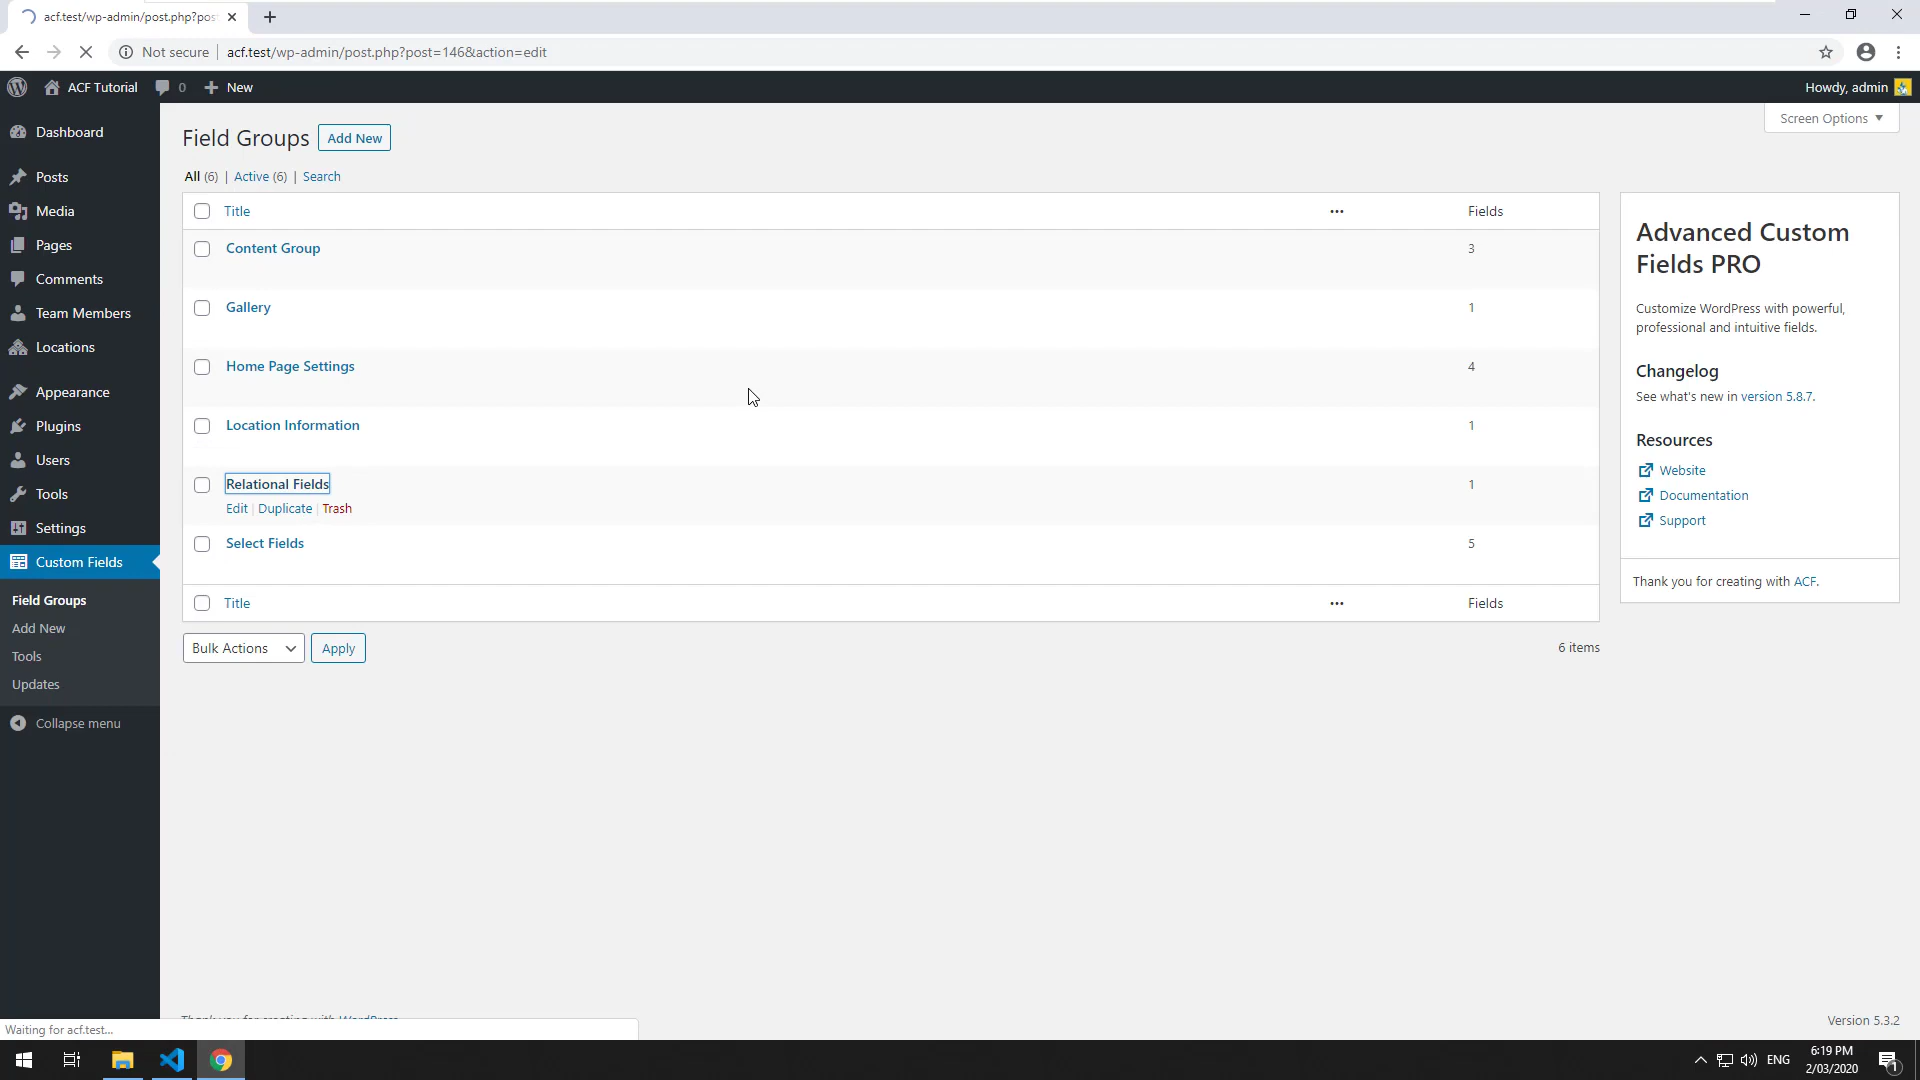 acf.test/wp-admin/post.php?pos
Not secure
acf.test/wp-admin/post.php?post=146&action=edit
ACF Tutorial
0
New
Howdy, admin
Dashboard
Posts
Media
Pages
Comments
Team Members
Locations
Appearance
Plugins
Users
Tools
Settings
Custom Fields
Field Groups
Add New
Tools
Updates
Collapse menu
Screen Options
Field Groups
Add New
All (6) | Active (6) | Search
Title
Fields
Content Group
3
Gallery
1
Home Page Settings
4
Location Information
1
Relational Fields
1
Edit | Duplicate | Trash
Select Fields
5
Title
Fields
Bulk Actions
Apply
6 items
Advanced Custom
Fields PRO
Customize WordPress with powerful,
professional and intuitive fields.
Changelog
See what's new in version 5.8.7.
Resources
Website
Documentation
Support
Thank you for creating with ACF.
Thank you for creating with WordPress
Version 5.3.2
Waiting for acf.test...
ENG
6:19 PM
2/03/2020
1